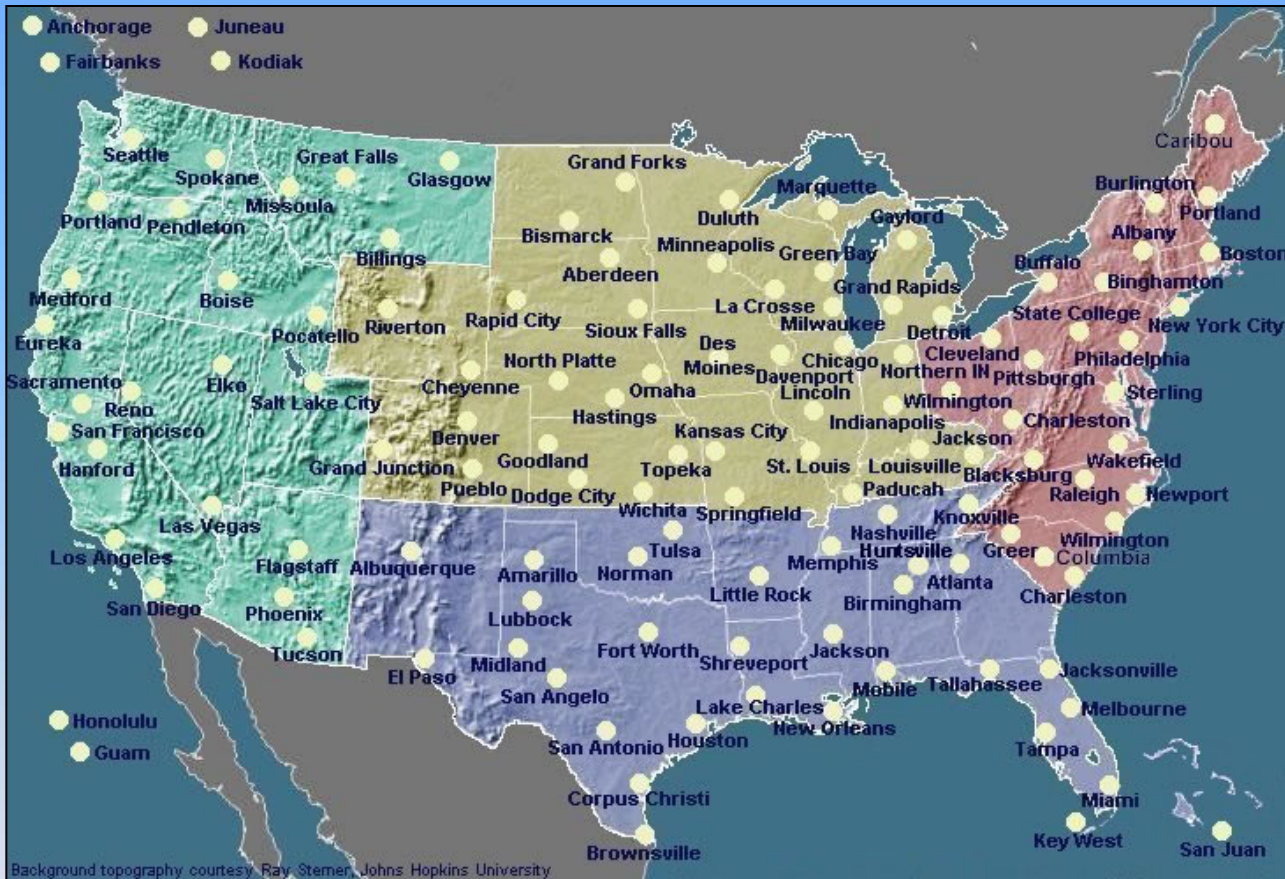 Anchorage
Juneau
Fairbanks
Kodiak
Caribou
Seattle
Great Falls
Grand Forks
Spokane
Glasgow
Marquette
Burlington
Missoula
Portland
Pendleton
Duluth
Gaylord
Portland
Bismarck
Minneapolis
Green Bay
Albany
Billings
Aberdeen
Buffalo
Boston
Medford
Boise
La Crosse
Grand Rapids
Binghamton
Pocatello
Riverton
Rapid City
Sioux Falls
Milwaukee
Detroit
State College
New York City
Eureka
Des
Moines
North Platte
Chicago
Cleveland
Philadelphia
Sacramento
Elko
Cheyenne
Omaha
Davenport
Northern IN
Pittsburgh
Reno
Salt Lake City
Hastings
Lincoln
Wilmington
Sterling
San Francisco
Benver
Kansas City
Indianapolis
Charleston
Hanford
Grand Junction
Goodland
Topeka
St. Louis
Louisville
Jackson
Wakefield
Pueblo
Dodge City
Paducah
Blacksburg
Raleigh
Newport
Las Vegas
Wichita
Springfield
Nashville
Knoxville
Los Angeles
Flagstaff
Albuquerque
Amarillo
Tulsa
Norman
Memphis
Huntsville
Greer
Wilmington
Columbia
San Diego
Phoenix
Lubbock
Little Rock
Birmingham
Atlanta
Charleston
Tucson
El Paso
Midland
Fort Worth
Shreveport
Jackson
Jacksonville
San Angelo
Mobile
Tallahassee
Honolulu
Lake Charles
Melbourne
Guam
San Antonio
Houston
New Orleans
Tampa
Corpus Christi
Miami
Brownsville
Key West
San Juan
Background topography courtesy Ray Sterner, Johns Hopkins University